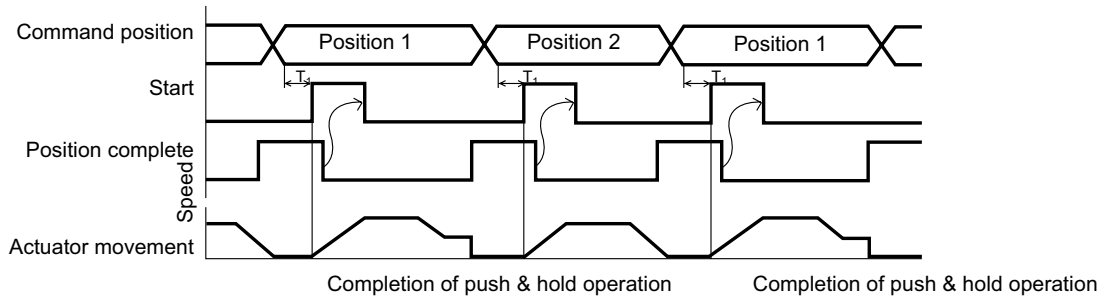 Command position
Position 1
Position 2
Position 1
T1
T1
T1
Start
Position complete
Speed
Actuator movement
Completion of push & hold operation
Completion of push & hold operation